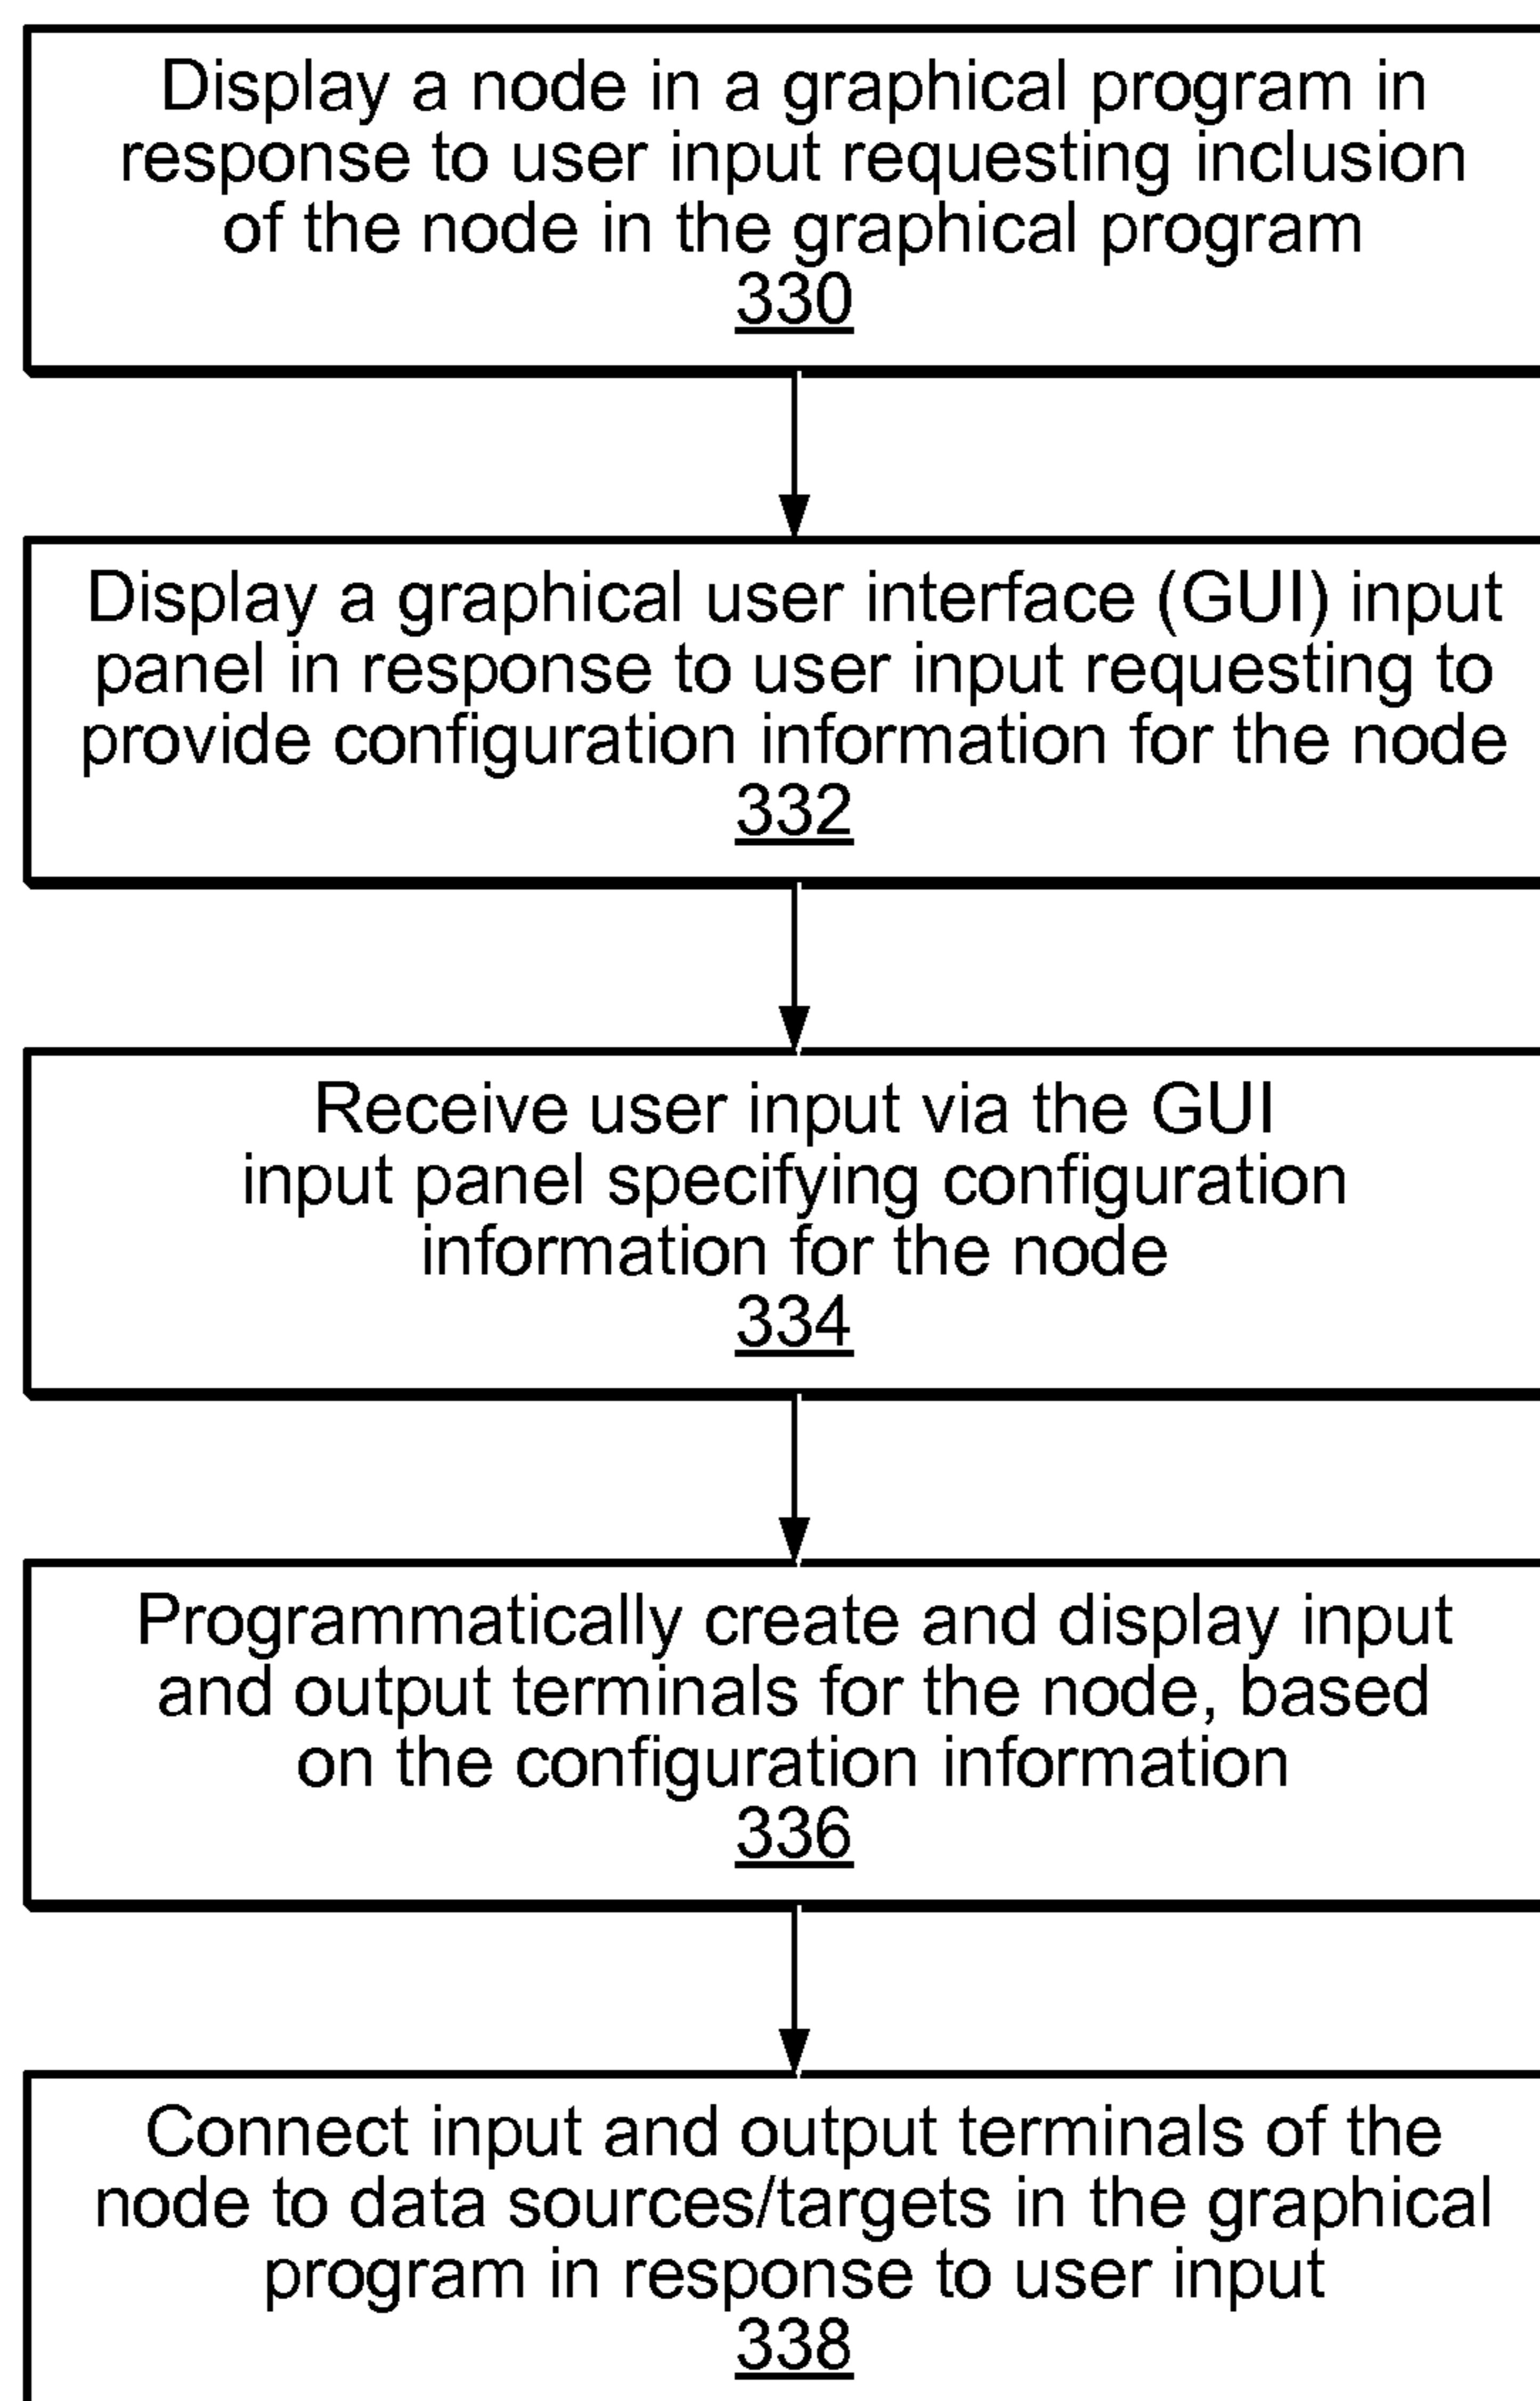 Display a node in a graphical program in
response to user input requesting inclusion
of the node in the graphical program
330
Display a graphical user interface (GUI) input
panel in response to user input requesting to
provide configuration information for the node
332
Receive user input via the GUI
input panel specifying configuration
information for the node
334
Programmatically create and display input
and output terminals for the node, based
on the configuration information
336
Connect input and output terminals of the
node to data sources/targets in the graphical
program in response to user input
338